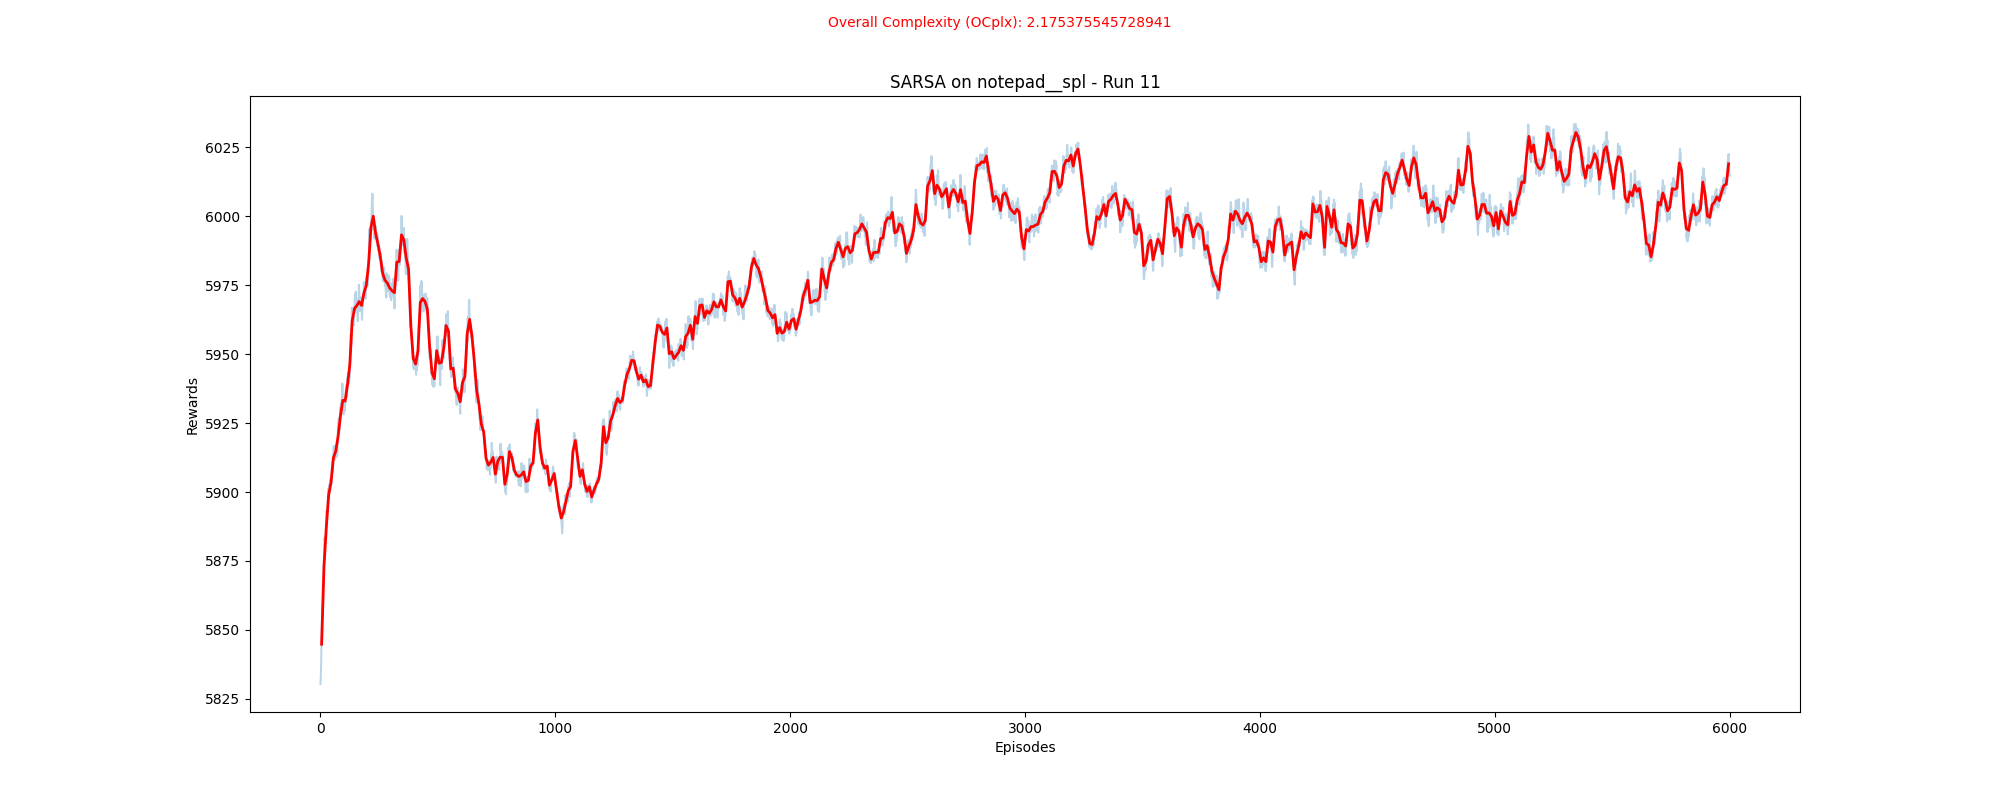 Overall Complexity (OCplx): 2.175375545728941
SARSA on notepad__spl - Run 11
Rewards
6025
6000
5975
5950
5925
5900
5875
5850
5825
0 1000 2000 3000 4000 5000 6000
Episodes